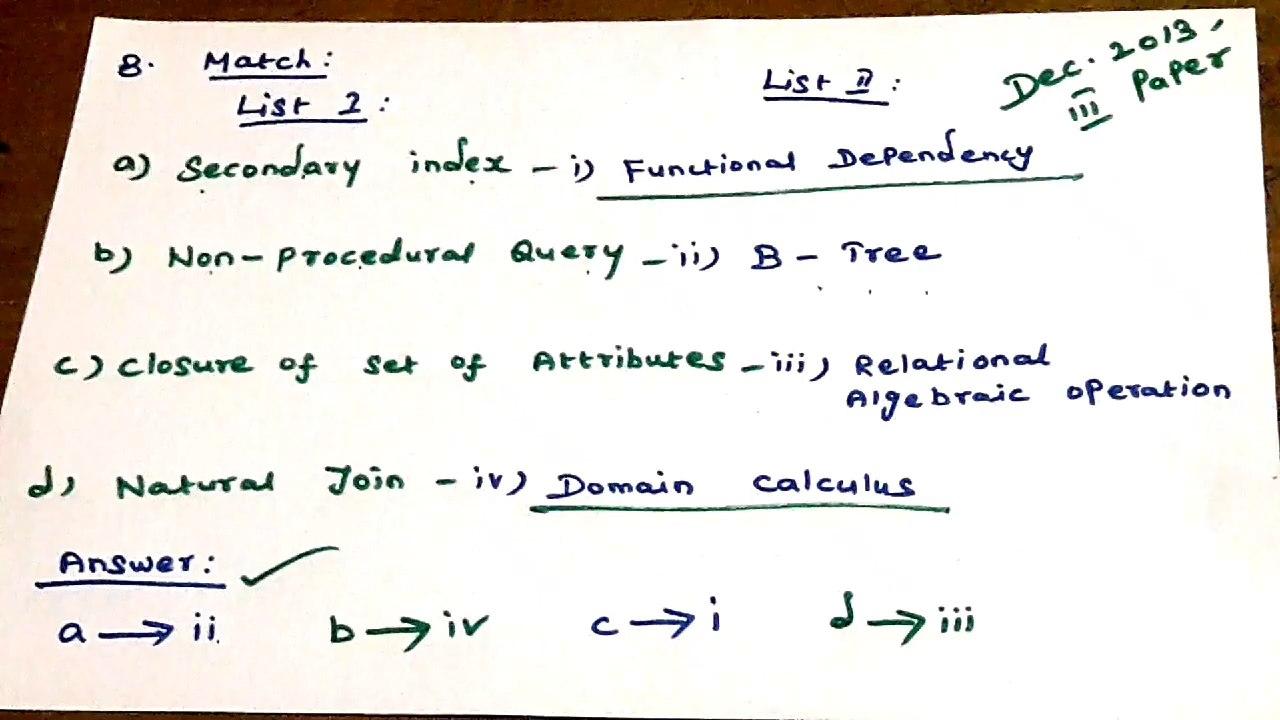 8. Match:
List I :
List II :
Dec. 2013,
III Paper
a) Secondary index – i) Functional Dependency
b) Non-Procedural Query – ii) B – Tree
c) Closure of set of Attributes – iii) Relational
Algebraic operation
d) Natural Join – iv) Domain calculus
Answer: ✓
a → ii. b → iv c → i d → iii